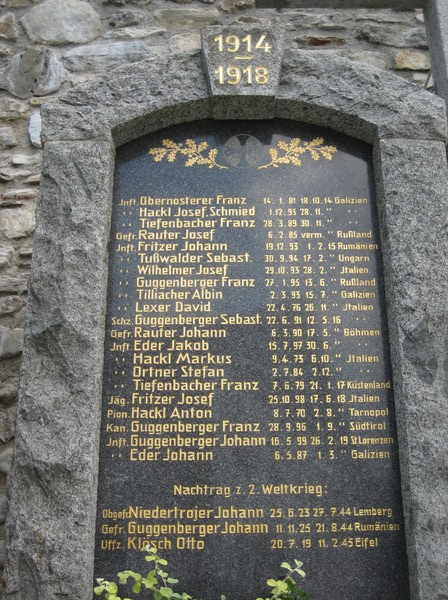 1914
–
1918
Jnft. Obernosterer Franz 14.1.81 18.10.14 Galizien
" Hackl Josef, Schmied 1.12.93 28.11. " "
" Tiefenbacher Franz 28.3.89 30.11. " "
Gefr. Rauter Josef 6.2.85 verm. " Rußland
Jnft. Fritzer Johann 19.12.93 1.2.15 Rumänien
" Tußwalder Sebast. 30.9.94 17.2. " Ungarn
" Wilhelmer Josef 29.10.93 28.2. " Jtalien
" Guggenberger Franz 27.1.95 13.6. " Rußland
" Tilliacher Albin 2.3.93 15.7. " Galizien
" Lexer David 22.4.76 26.11. " Jtalien
Schz. Guggenberger Sebast. 22.6.91 12.5.16 "
Gefr. Rauter Johann 6.3.90 17.5. " Böhmen
Jnft. Eder Jakob 15.7.97 30.6. "
" Hackl Markus 9.4.73 6.10. " Jtalien
" Ortner Stefan 2.7.84 2.12. " "
" Tiefenbacher Franz 7.6.79 21.1.17 Küstenland
Jäg. Fritzer Josef 25.10.98 17.6.18 Jtalien
Pion. Hackl Anton 8.7.70 2.8. " Tarnopol
Kan. Guggenberger Franz 28.9.96 1.9. " Südtirol
Jnft. Guggenberger Johann 16.5.99 26.2.19 St Lorenzen
" Eder Johann 6.5.87 1.3. " Galizien
Nachtrag z. 2. Weltkrieg:
Obgefr. Niedertrojer Johann 25.6.23 27.7.44 Lemberg
Gefr. Guggenberger Johann 11.11.25 21.8.44 Rumänien
Uffz. Klösch Otto 20.7.19 11.2.45 Eifel